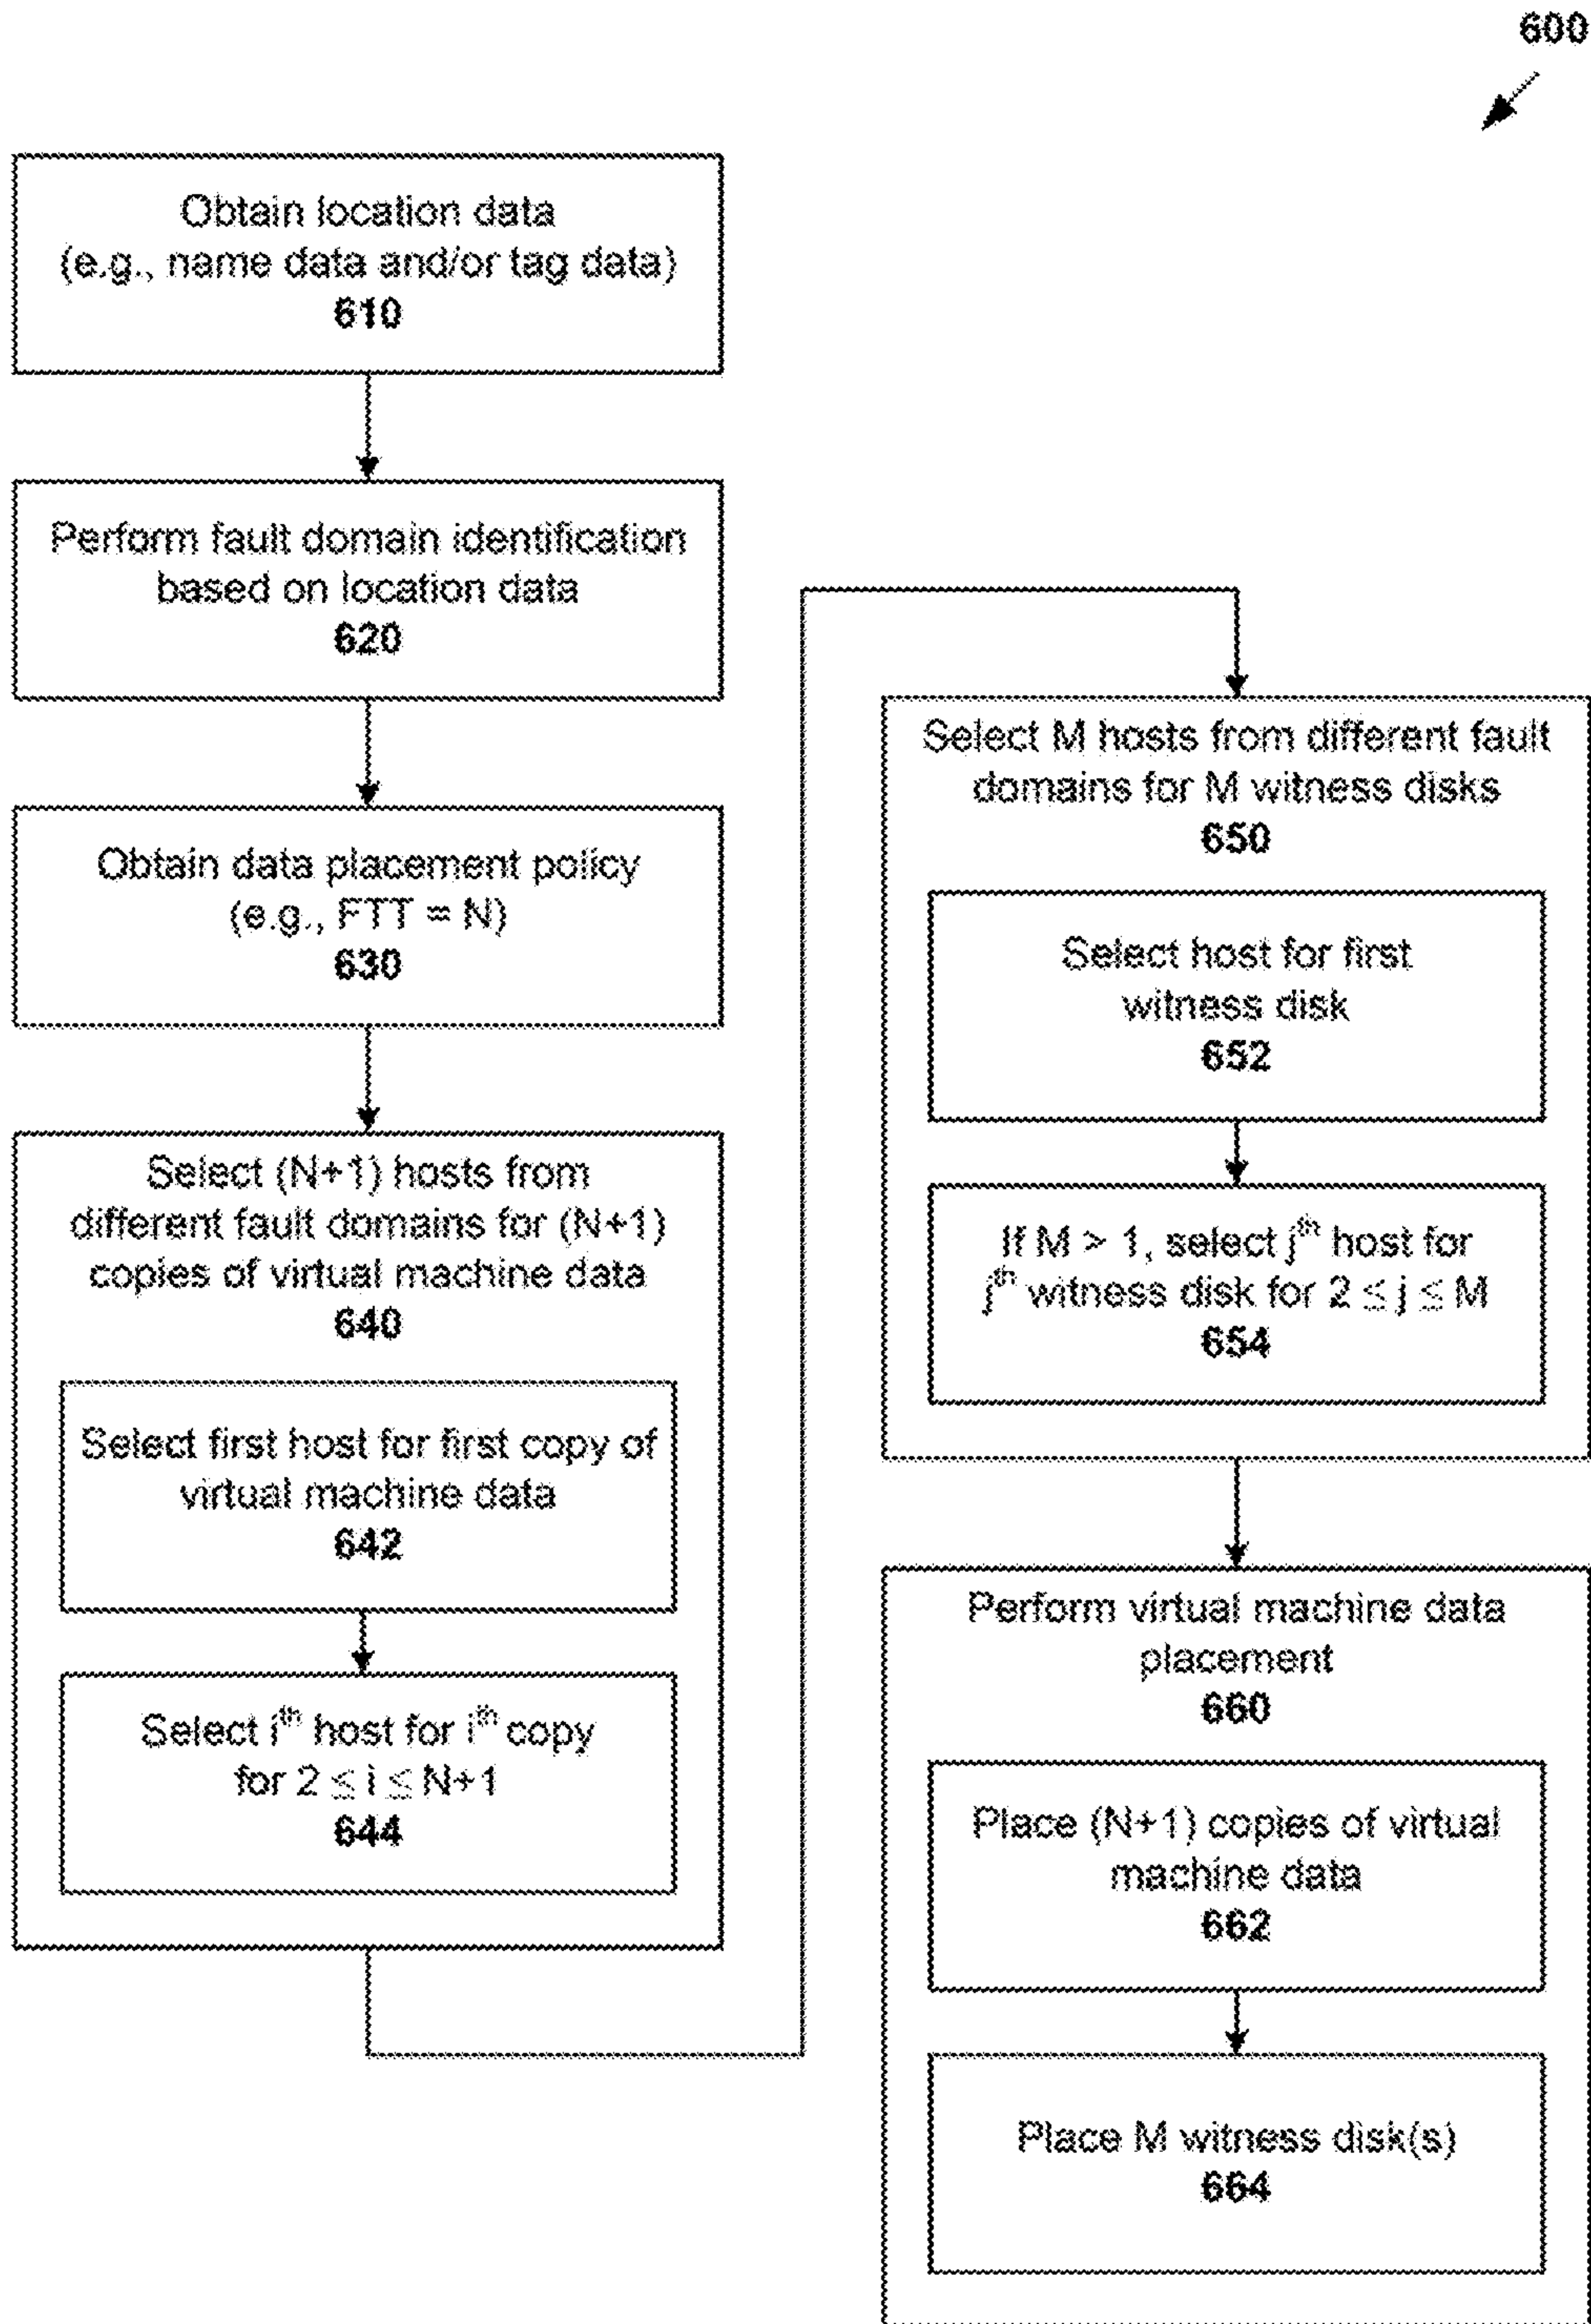 600
Obtain location data
(e.g., name data and/or tag data)
610
Perform fault domain identification
based on location data
620
Obtain data placement policy
(e.g., FTT = N)
630
Select (N+1) hosts from
different fault domains for (N+1)
copies of virtual machine data
640
Select first host for first copy of
virtual machine data
642
Select iᵗʰ host for iᵗʰ copy
for 2 ≤ i ≤ N+1
644
Select M hosts from different fault
domains for M witness disks
650
Select host for first
witness disk
652
If M > 1, select jᵗʰ host for
jᵗʰ witness disk for 2 ≤ j ≤ M
654
Perform virtual machine data
placement
660
Place (N+1) copies of virtual
machine data
662
Place M witness disk(s)
664